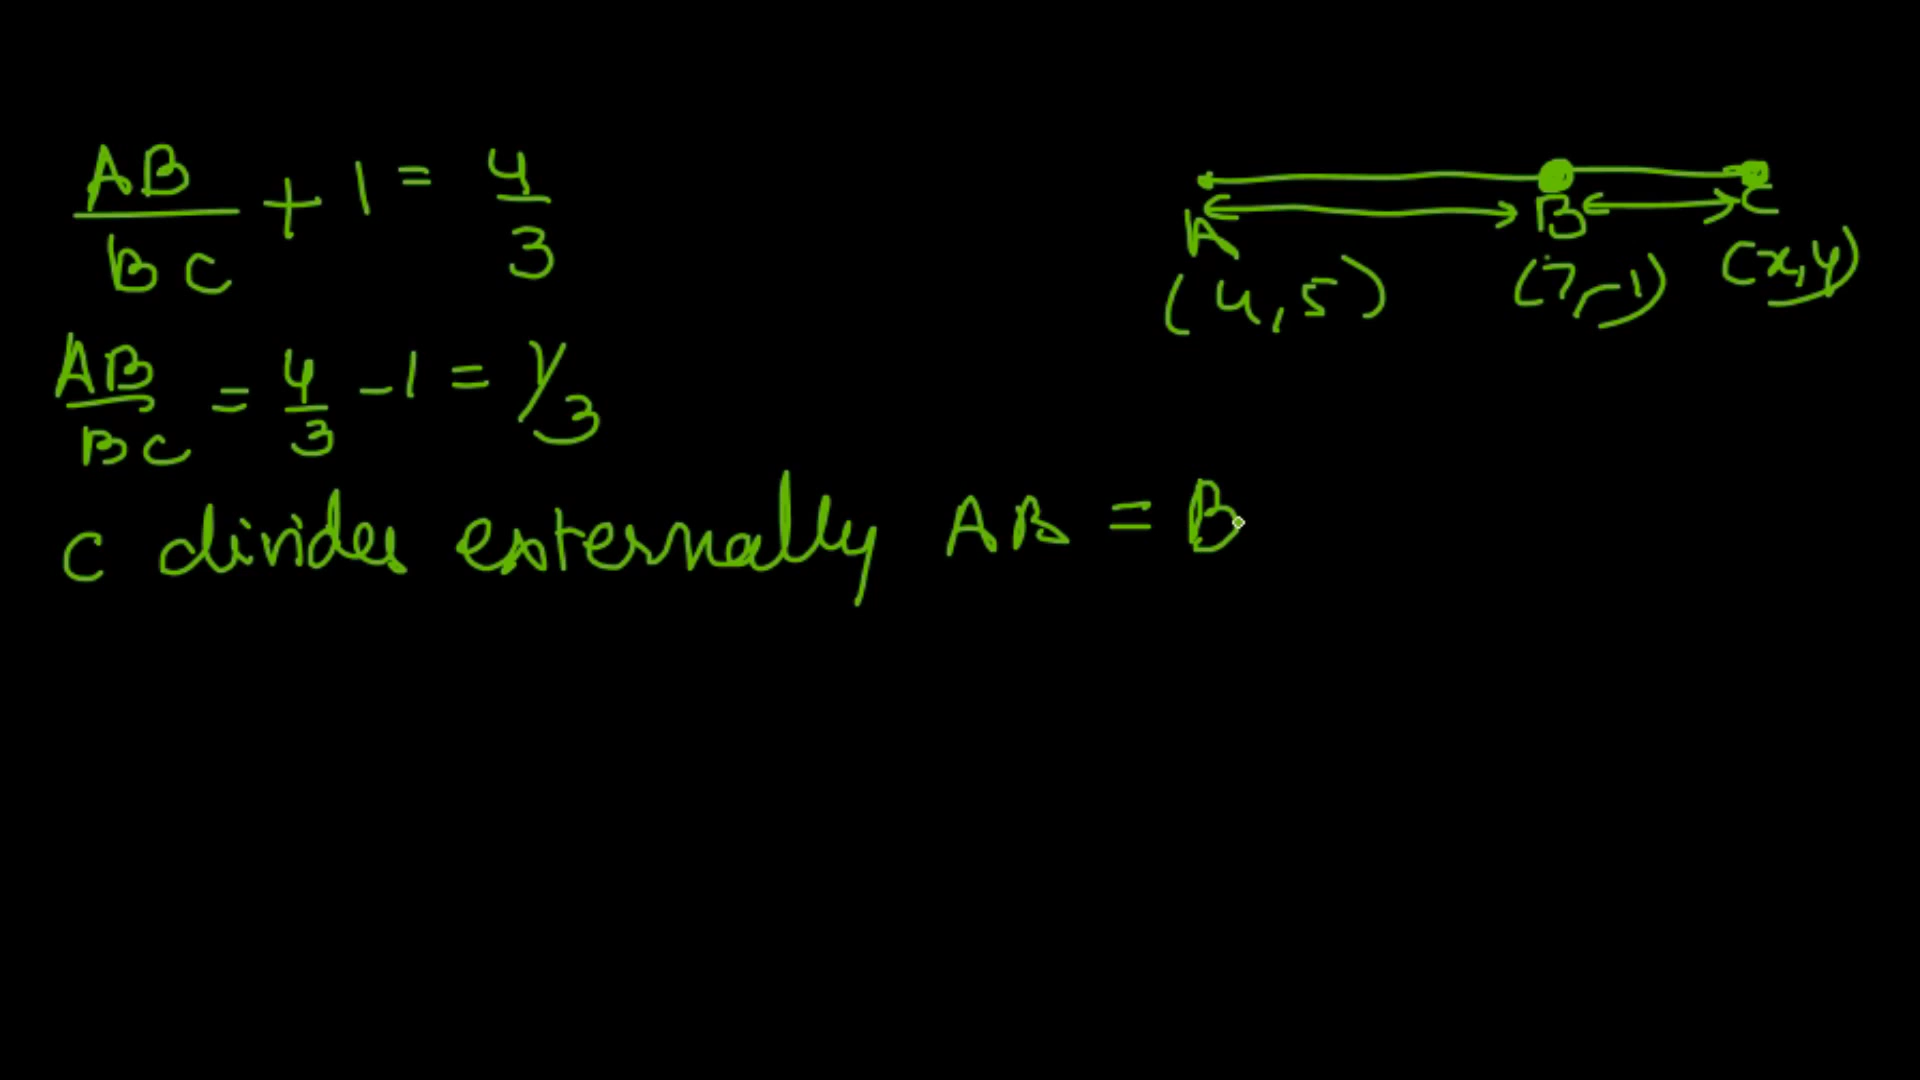 AB/BC + 1 = 4/3
AB/BC = 4/3 - 1 = 1/3
C divides externally AB = B
A B C
(4,5) (7,-1) (x,y)